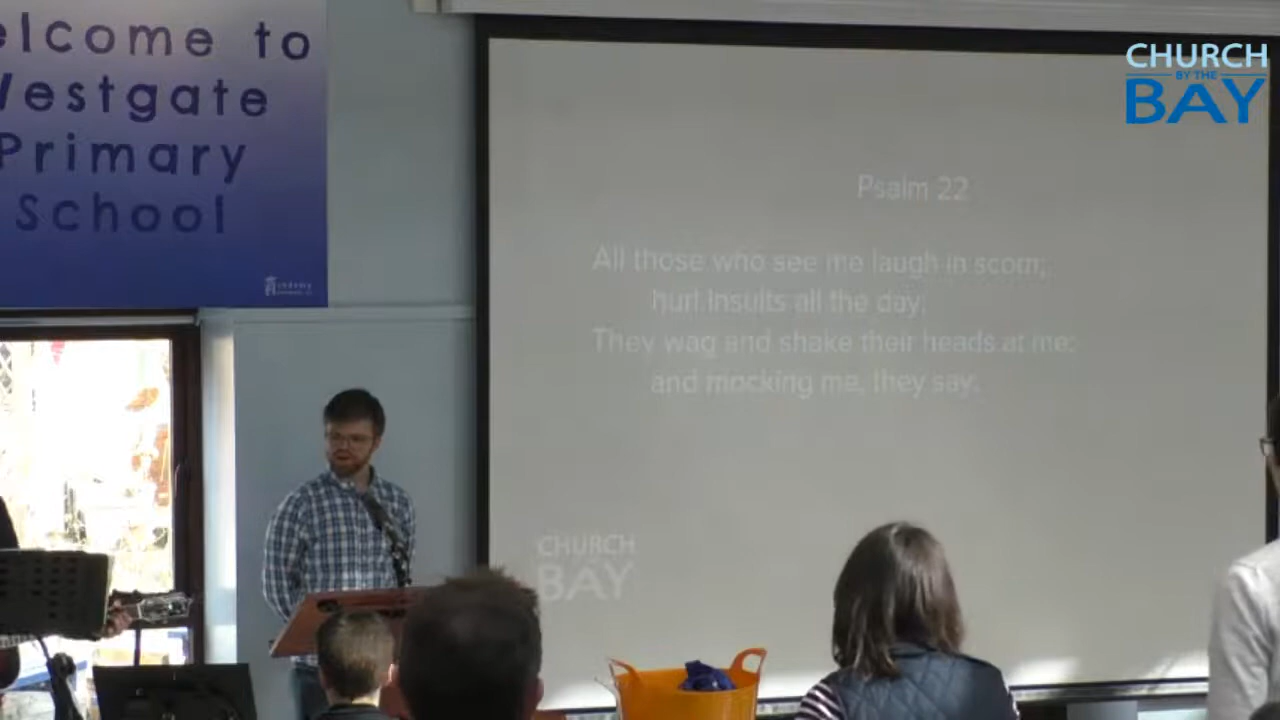 elcome to
Westgate
Primary
School
CHURCH
BY THE
BAY
Psalm 22
All those who see me laugh in scorn;
hurl insults all the day;
They wag and shake their heads at me;
and mocking me, they say:
CHURCH
BAY